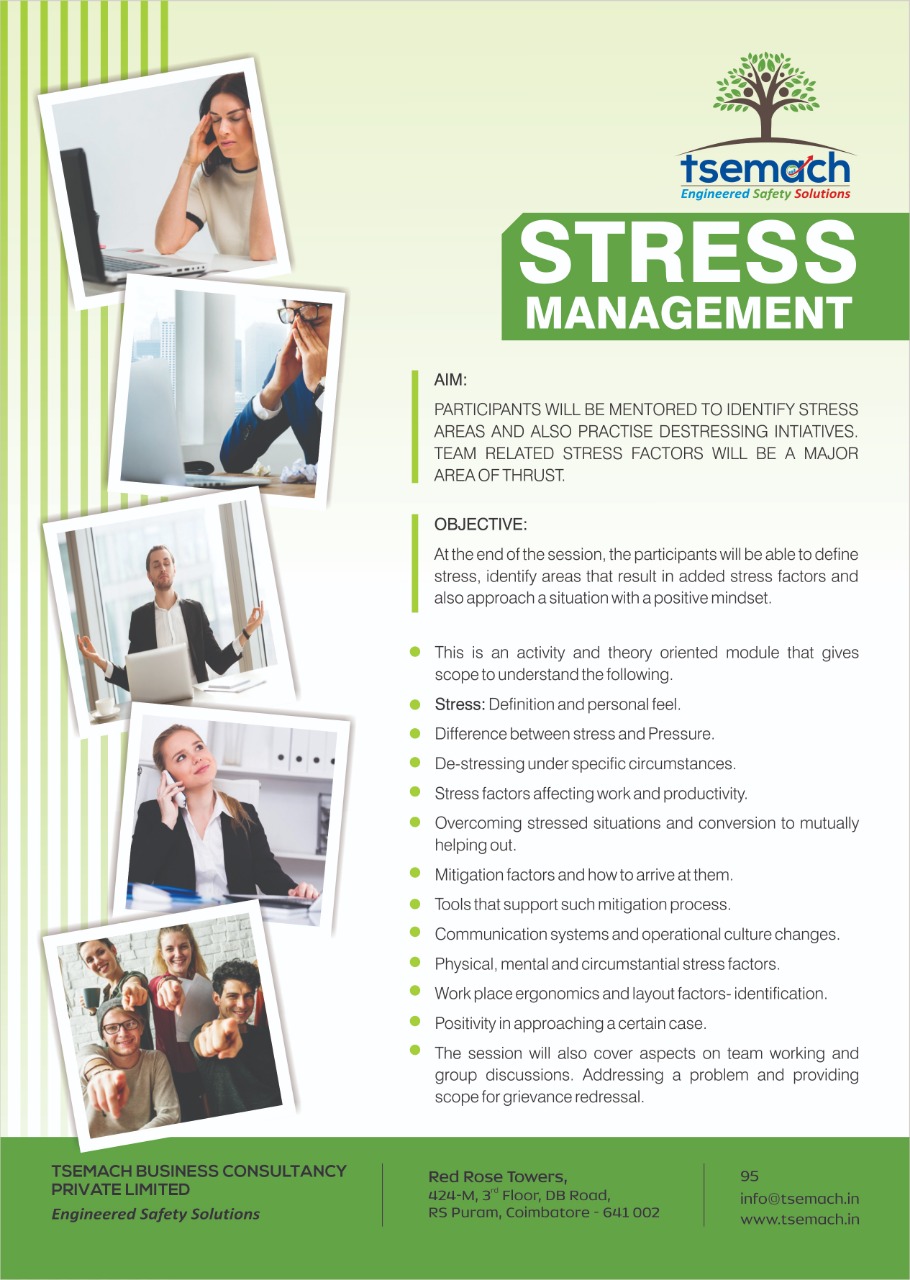 tsemach
Engineered Safety Solutions
STRESS
MANAGEMENT
AIM:
PARTICIPANTS WILL BE MENTORED TO IDENTIFY STRESS
AREAS AND ALSO PRACTISE DESTRESSING INTIATIVES.
TEAM RELATED STRESS FACTORS WILL BE A MAJOR
AREA OF THRUST.
OBJECTIVE:
At the end of the session, the participants will be able to define
stress, identify areas that result in added stress factors and
also approach a situation with a positive mindset.
This is an activity and theory oriented module that gives
scope to understand the following.
Stress: Definition and personal feel.
Difference between stress and Pressure.
De-stressing under specific circumstances.
Stress factors affecting work and productivity.
Overcoming stressed situations and conversion to mutually
helping out.
Mitigation factors and how to arrive at them.
Tools that support such mitigation process.
Communication systems and operational culture changes.
Physical, mental and circumstantial stress factors.
Work place ergonomics and layout factors- identification.
Positivity in approaching a certain case.
The session will also cover aspects on team working and
group discussions. Addressing a problem and providing
scope for grievance redressal.
TSEMACH BUSINESS CONSULTANCY
PRIVATE LIMITED
Engineered Safety Solutions
Red Rose Towers,
424-M, 3rd Floor, DB Road,
RS Puram, Coimbatore - 641 002
95
info@tsemach.in
www.tsemach.in